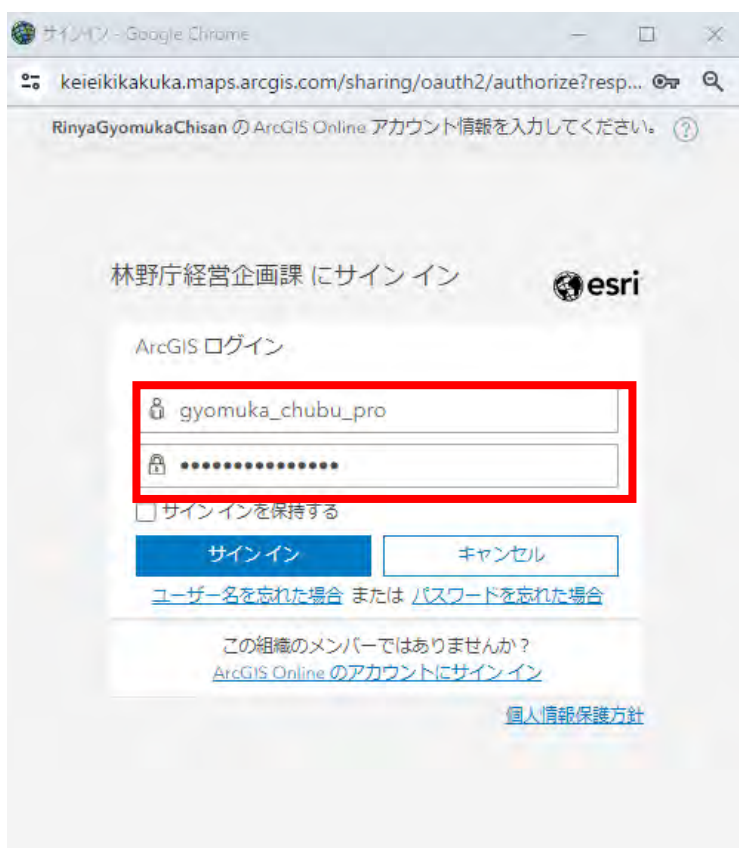 サインイン - Google Chrome
keieikikakuka.maps.arcgis.com/sharing/oauth2/authorize?resp...
RinyaGyomukaChisan の ArcGIS Online アカウント情報を入力してください。 ?
林野庁経営企画課 にサイン イン
esri
ArcGIS ログイン
gyomuka_chubu_pro
•••••••••••••••
サイン インを保持する
サイン イン
キャンセル
ユーザー名を忘れた場合 または パスワードを忘れた場合
この組織のメンバーではありませんか？
ArcGIS Online のアカウントにサイン イン
個人情報保護方針